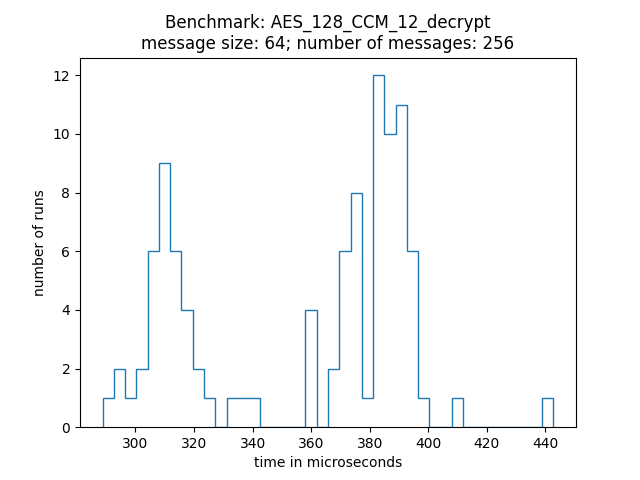 Benchmark: AES_128_CCM_12_decrypt
message size: 64; number of messages: 256
number of runs
12
10
8
6
4
2
0
300 320 340 360 380 400 420 440
time in microseconds